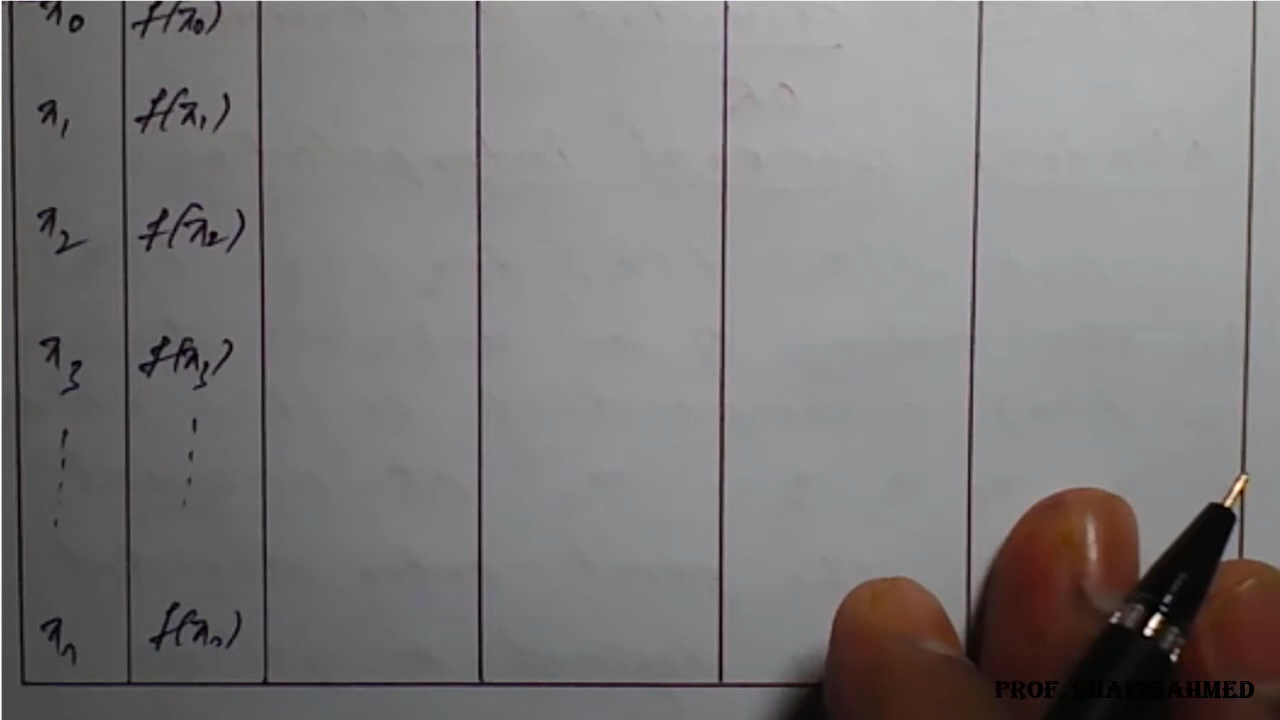 x₀ f(x₀)
x₁ f(x₁)
x₂ f(x₂)
x₃ f(x₃)
xₙ f(xₙ)
PROF.